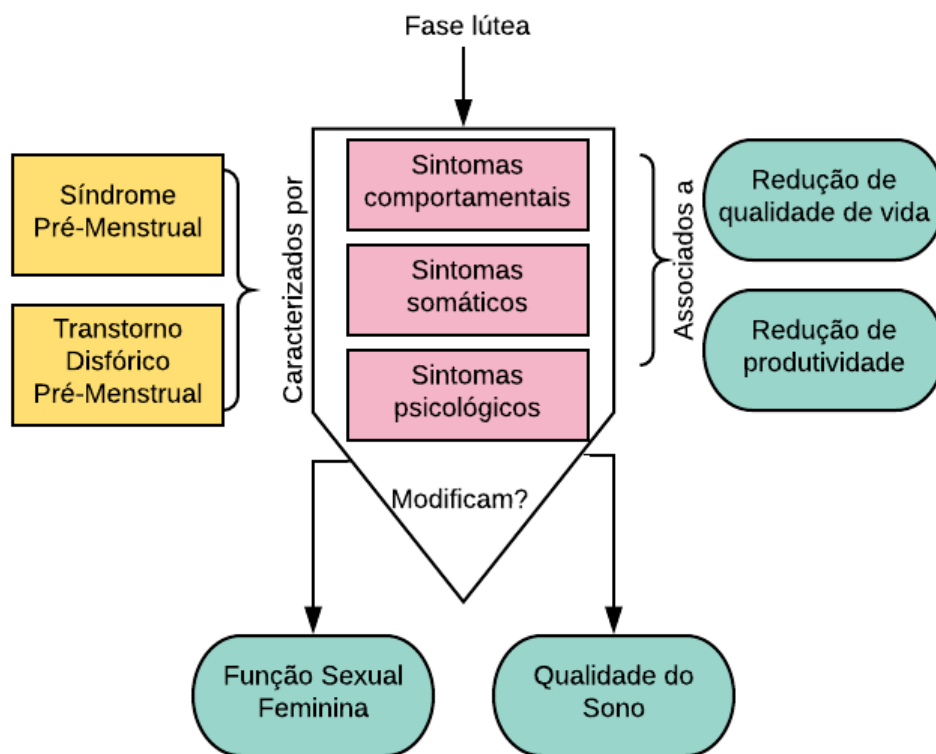 Fase lútea
Síndrome
Pré-Menstrual
Transtorno
Disfórico
Pré-Menstrual
Caracterizados por
Sintomas
comportamentais
Sintomas
somáticos
Sintomas
psicológicos
Associados a
Redução de
qualidade de vida
Redução de
produtividade
Modificam?
Função Sexual
Feminina
Qualidade do
Sono